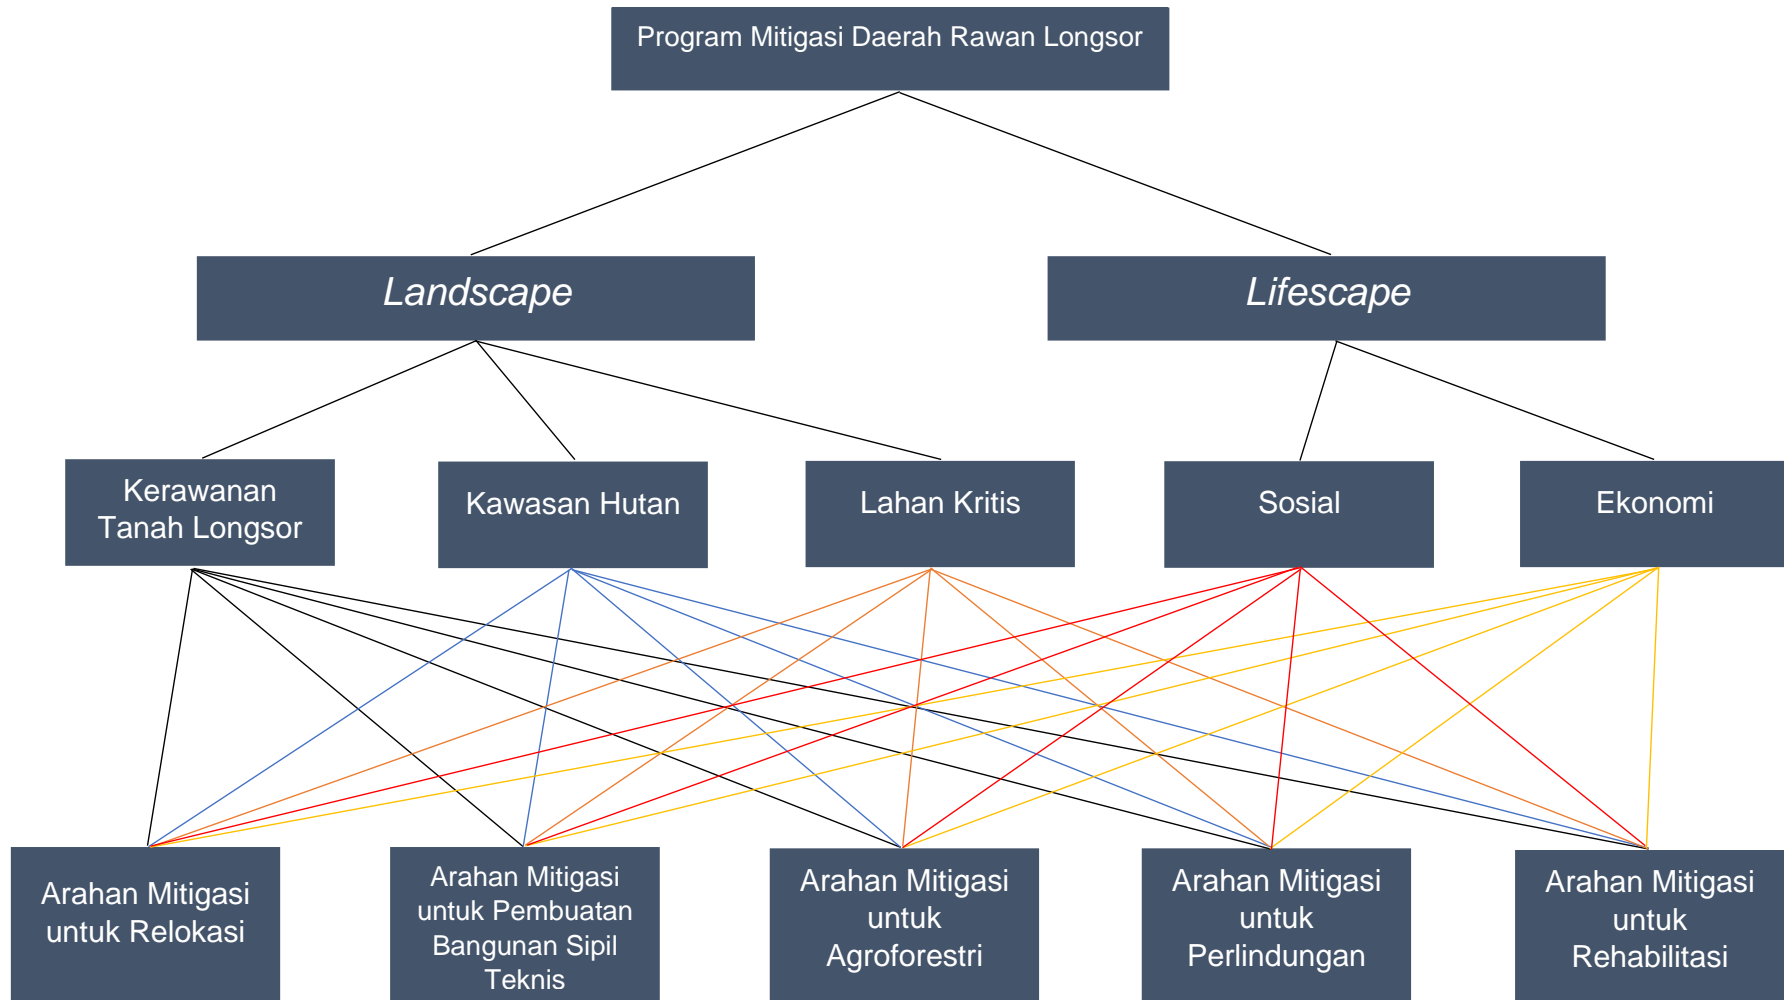 Program Mitigasi Daerah Rawan Longsor
Landscape
Lifescape
Kerawanan
Tanah Longsor
Kawasan Hutan
Lahan Kritis
Sosial
Ekonomi
Arahan Mitigasi
untuk Relokasi
Arahan Mitigasi
untuk Pembuatan
Bangunan Sipil
Teknis
Arahan Mitigasi
untuk
Agroforestri
Arahan Mitigasi
untuk
Perlindungan
Arahan Mitigasi
untuk
Rehabilitasi